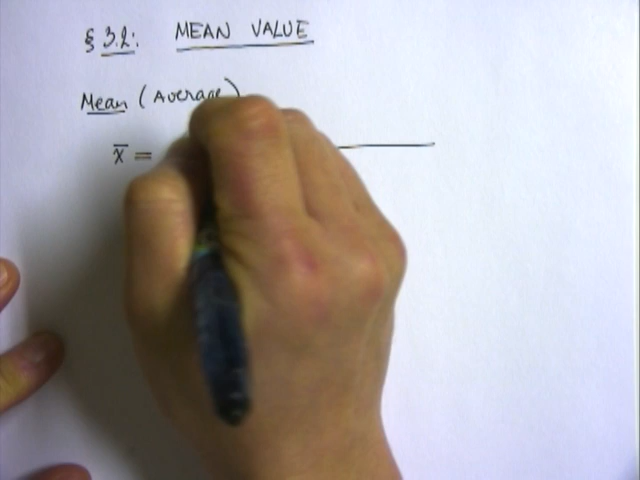 § 3.2: MEAN VALUE
Mean (Average)
x̄ =